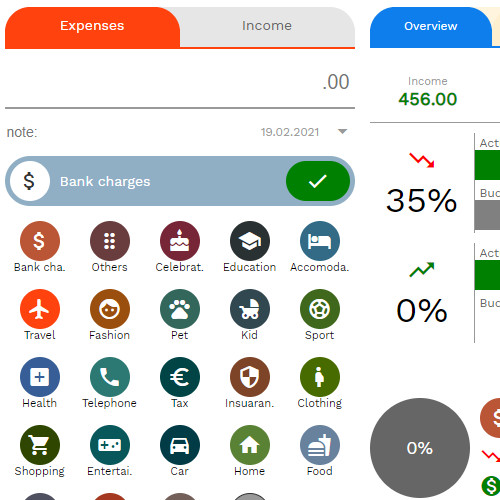 Expenses
Income
.00
note:
19.02.2021
$
Bank charges
$
Bank cha.
Others
Celebrat.
Education
Accomoda.
Travel
Fashion
Pet
Kid
Sport
Health
Telephone
€
Tax
Insuaran.
Clothing
Shopping
Entertai.
Car
Home
Food
Overview
Income
456.00
35%
Act
Buc
0%
Act
Buc
0%
$
$